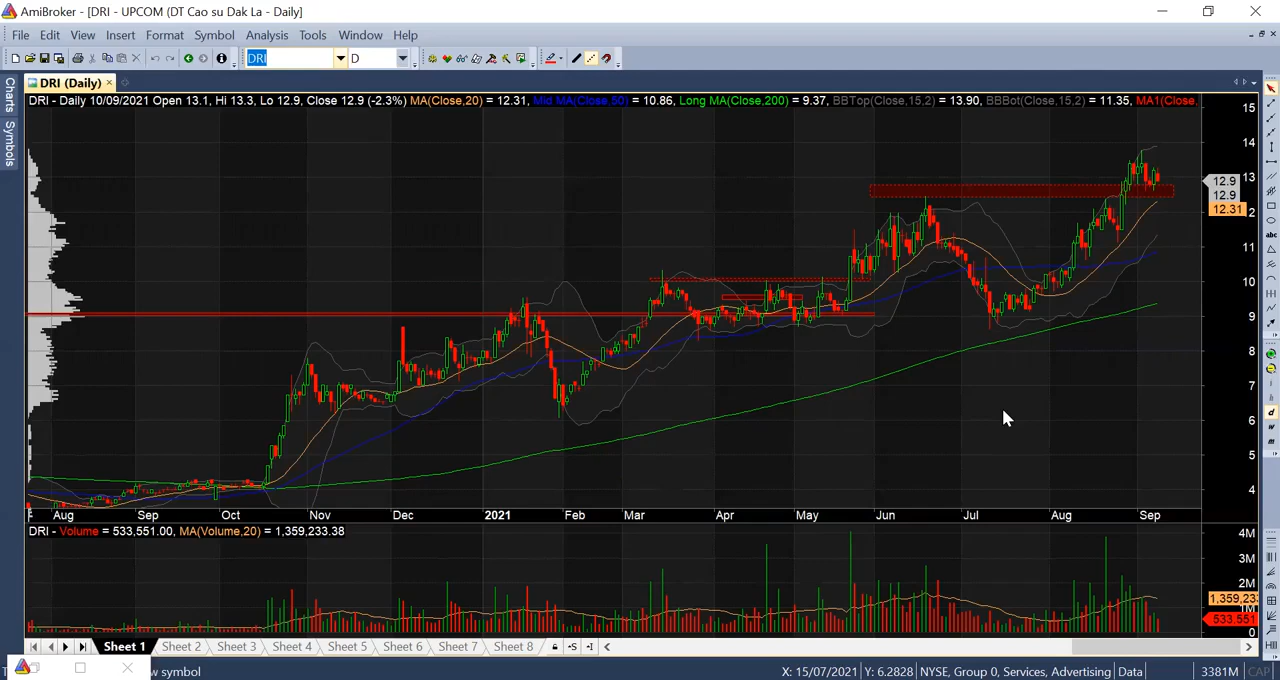 AmiBroker - [DRI - UPCOM (DT Cao su Dak La - Daily)]
File Edit View Insert Format Symbol Analysis Tools Window Help
DRI D
DRI (Daily)
Charts
Symbols
DRI - Daily 10/09/2021 Open 13.1, Hi 13.3, Lo 12.9, Close 12.9 (-2.3%) MA(Close,20) = 12.31, Mid MA(Close,50) = 10.86, Long MA(Close,200) = 9.37, BBTop(Close,15,2) = 13.90, BBBot(Close,15,2) = 11.35, MA1(Close,
15
14
13
12.9
12.9
12.31
12
11
10
9
8
7
6
5
4
Aug Sep Oct Nov Dec 2021 Feb Mar Apr May Jun Jul Aug Sep
DRI - Volume = 533,551.00, MA(Volume,20) = 1,359,233.38
4M
3M
2M
1,359,233
1M
533,551
0
abc
d
w
m
Sheet 1 Sheet 2 Sheet 3 Sheet 4 Sheet 5 Sheet 6 Sheet 7 Sheet 8
w symbol X: 15/07/2021 Y: 6.2828 NYSE, Group 0, Services, Advertising Data 3381M CAP